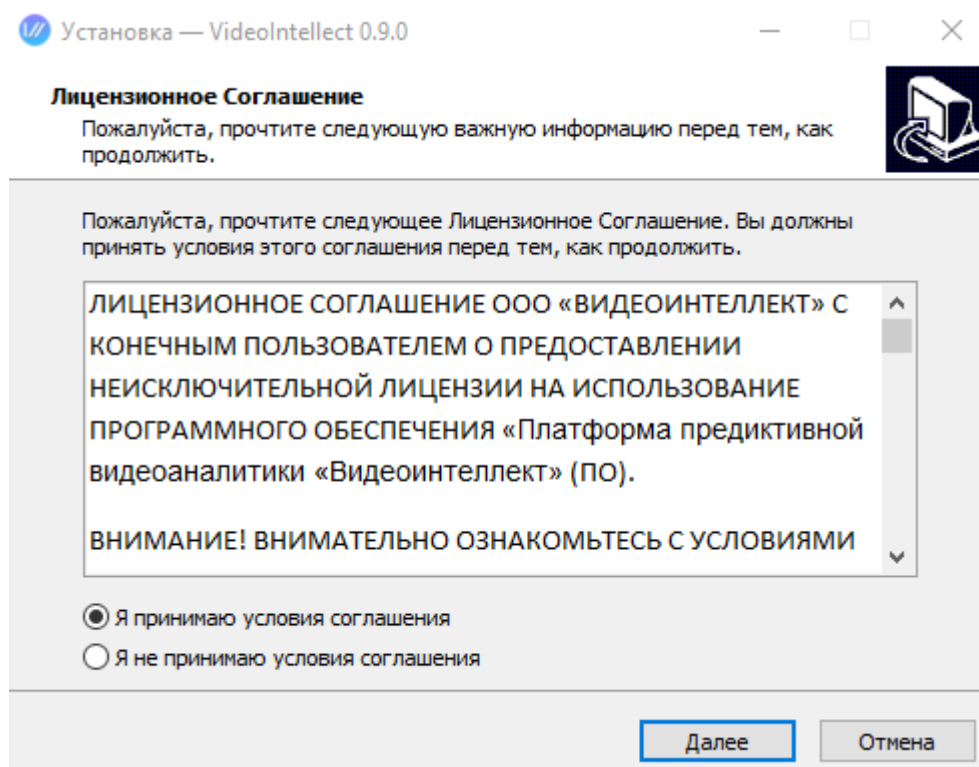 Установка — VideoIntellect 0.9.0
Лицензионное Соглашение
Пожалуйста, прочтите следующую важную информацию перед тем, как
продолжить.
Пожалуйста, прочтите следующее Лицензионное Соглашение. Вы должны
принять условия этого соглашения перед тем, как продолжить.
ЛИЦЕНЗИОННОЕ СОГЛАШЕНИЕ ООО «ВИДЕОИНТЕЛЛЕКТ» С
КОНЕЧНЫМ ПОЛЬЗОВАТЕЛЕМ О ПРЕДОСТАВЛЕНИИ
НЕИСКЛЮЧИТЕЛЬНОЙ ЛИЦЕНЗИИ НА ИСПОЛЬЗОВАНИЕ
ПРОГРАММНОГО ОБЕСПЕЧЕНИЯ «Платформа предиктивной
видеоаналитики «Видеоинтеллект» (ПО).
ВНИМАНИЕ! ВНИМАТЕЛЬНО ОЗНАКОМЬТЕСЬ С УСЛОВИЯМИ
Я принимаю условия соглашения
Я не принимаю условия соглашения
Далее
Отмена